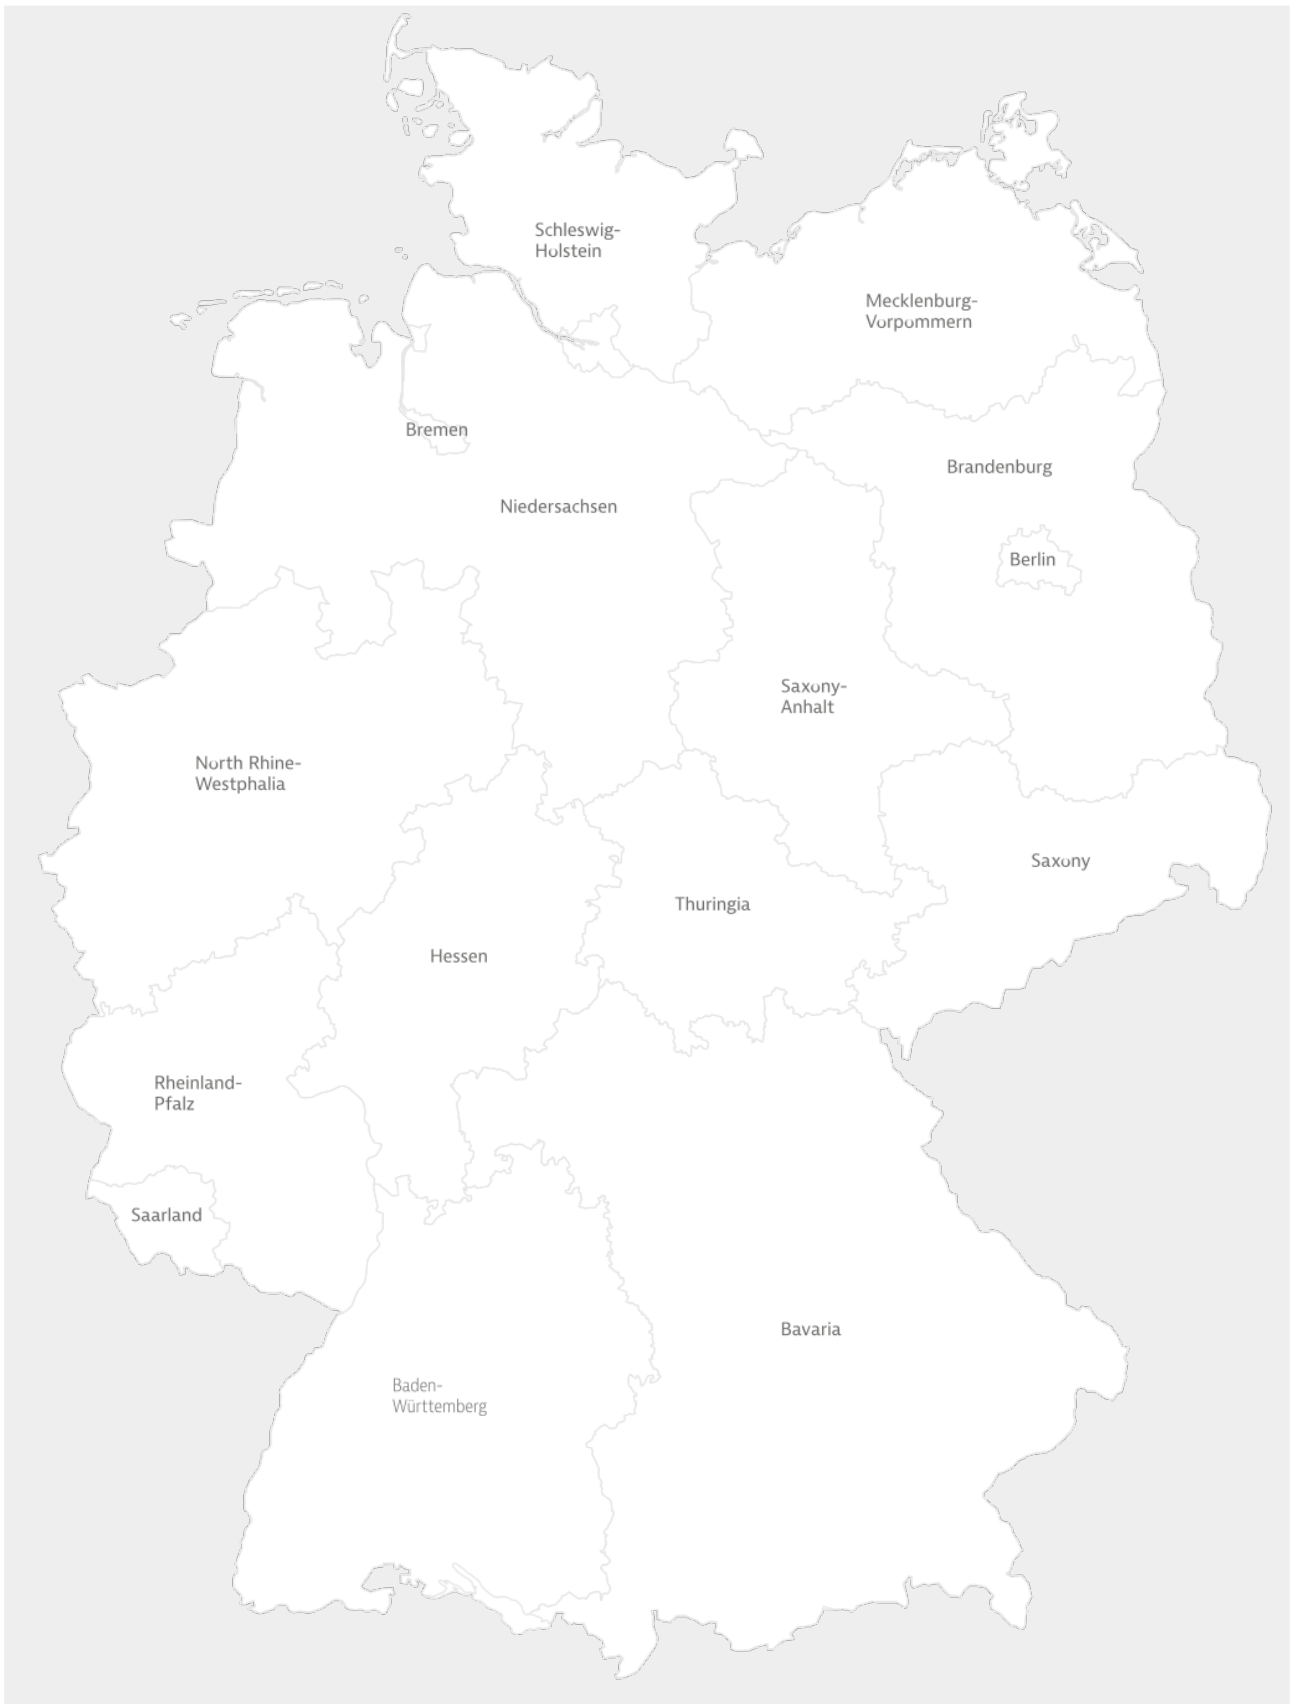 Schleswig-
Holstein
Mecklenburg-
Vorpommern
Bremen
Brandenburg
Niedersachsen
Berlin
Saxony-
Anhalt
North Rhine-
Westphalia
Saxony
Thuringia
Hessen
Rheinland-
Pfalz
Saarland
Bavaria
Baden-
Württemberg